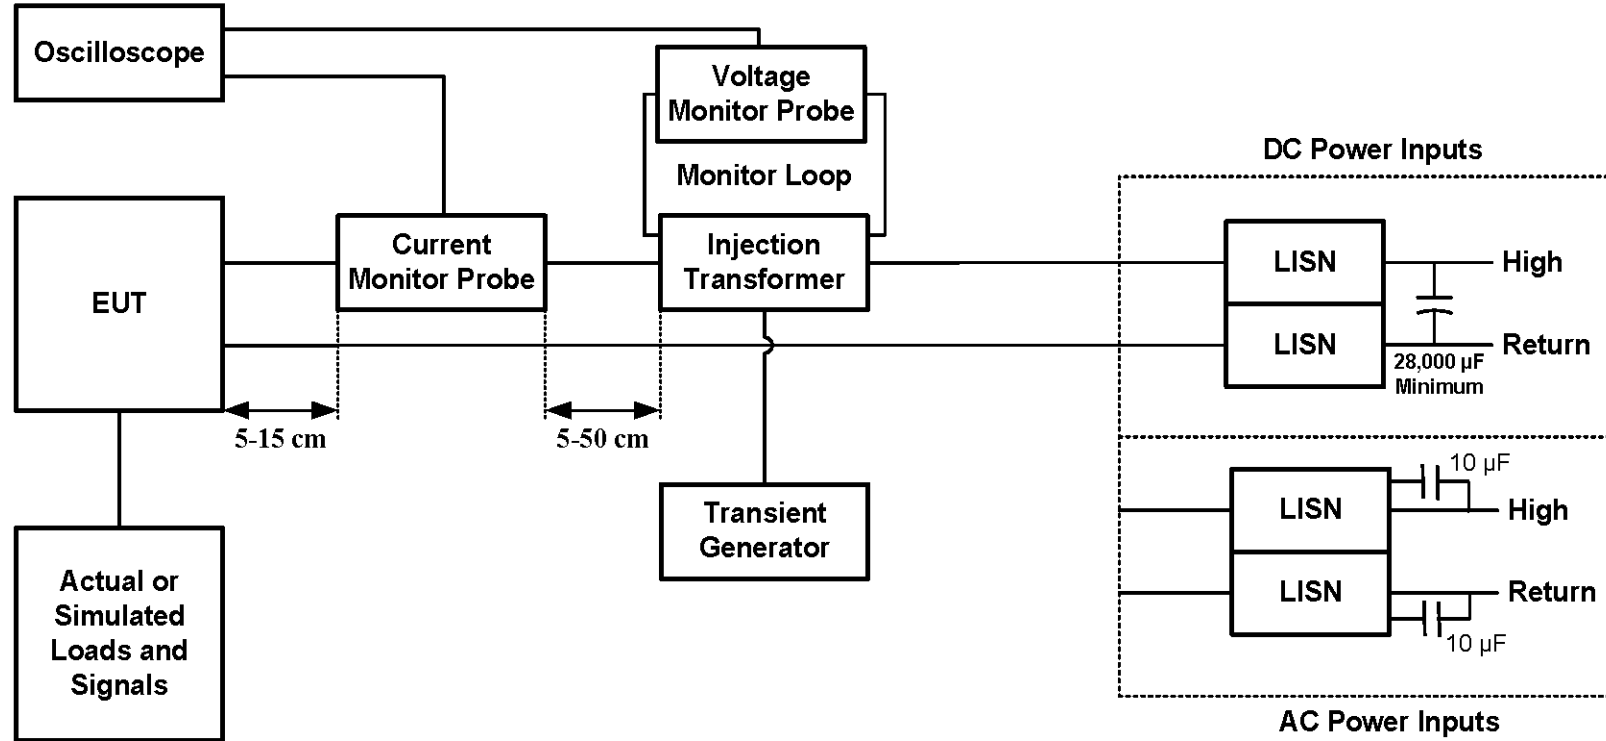 Oscilloscope
Voltage
Monitor Probe
Monitor Loop
DC Power Inputs
EUT
Current
Monitor Probe
Injection
Transformer
LISN
High
LISN
Return
28,000 µF
Minimum
5-15 cm
5-50 cm
Transient
Generator
10 µF
LISN
High
LISN
Return
10 µF
Actual or
Simulated
Loads and
Signals
AC Power Inputs